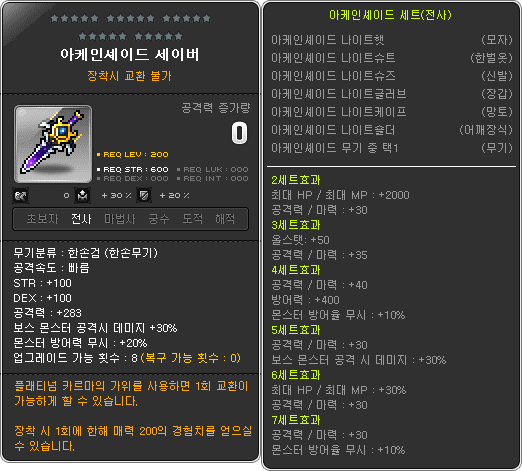 아케인셰이드 세이버
장착시 교환 불가
공격력 증가량
0
REQ LEV : 200
REQ STR : 600
REQ LUK : 000
REQ DEX : 000
REQ INT : 000
0
+ 30 %
+ 20 %
초보자 전사 마법사 궁수 도적 해적
무기분류 : 한손검 (한손무기)
공격속도 : 빠름
STR : +100
DEX : +100
공격력 : +283
보스 몬스터 공격시 데미지 +30%
몬스터 방어력 무시 : +20%
업그레이드 가능 횟수 : 8 (복구 가능 횟수 : 0)
플래티넘 카르마의 가위를 사용하면 1회 교환이
가능하게 할 수 있습니다.
장착 시 1회에 한해 매력 200의 경험치를 얻으실
수 있습니다.
아케인셰이드 세트(전사)
아케인셰이드 나이트햇 (모자)
아케인셰이드 나이트슈트 (한벌옷)
아케인셰이드 나이트슈즈 (신발)
아케인셰이드 나이트글러브 (장갑)
아케인셰이드 나이트케이프 (망토)
아케인셰이드 나이트숄더 (어깨장식)
아케인셰이드 무기 중 택1 (무기)
2세트효과
최대 HP / 최대 MP : +2000
공격력 / 마력 : +30
3세트효과
올스탯: +50
공격력 / 마력 : +35
4세트효과
공격력 / 마력 : +40
방어력 : +400
몬스터 방어율 무시 : +10%
5세트효과
공격력 / 마력 : +30
보스 몬스터 공격 시 데미지 : +30%
6세트효과
최대 HP / 최대 MP : +30%
공격력 / 마력 : +30
7세트효과
공격력 / 마력 : +30
몬스터 방어율 무시 : +10%